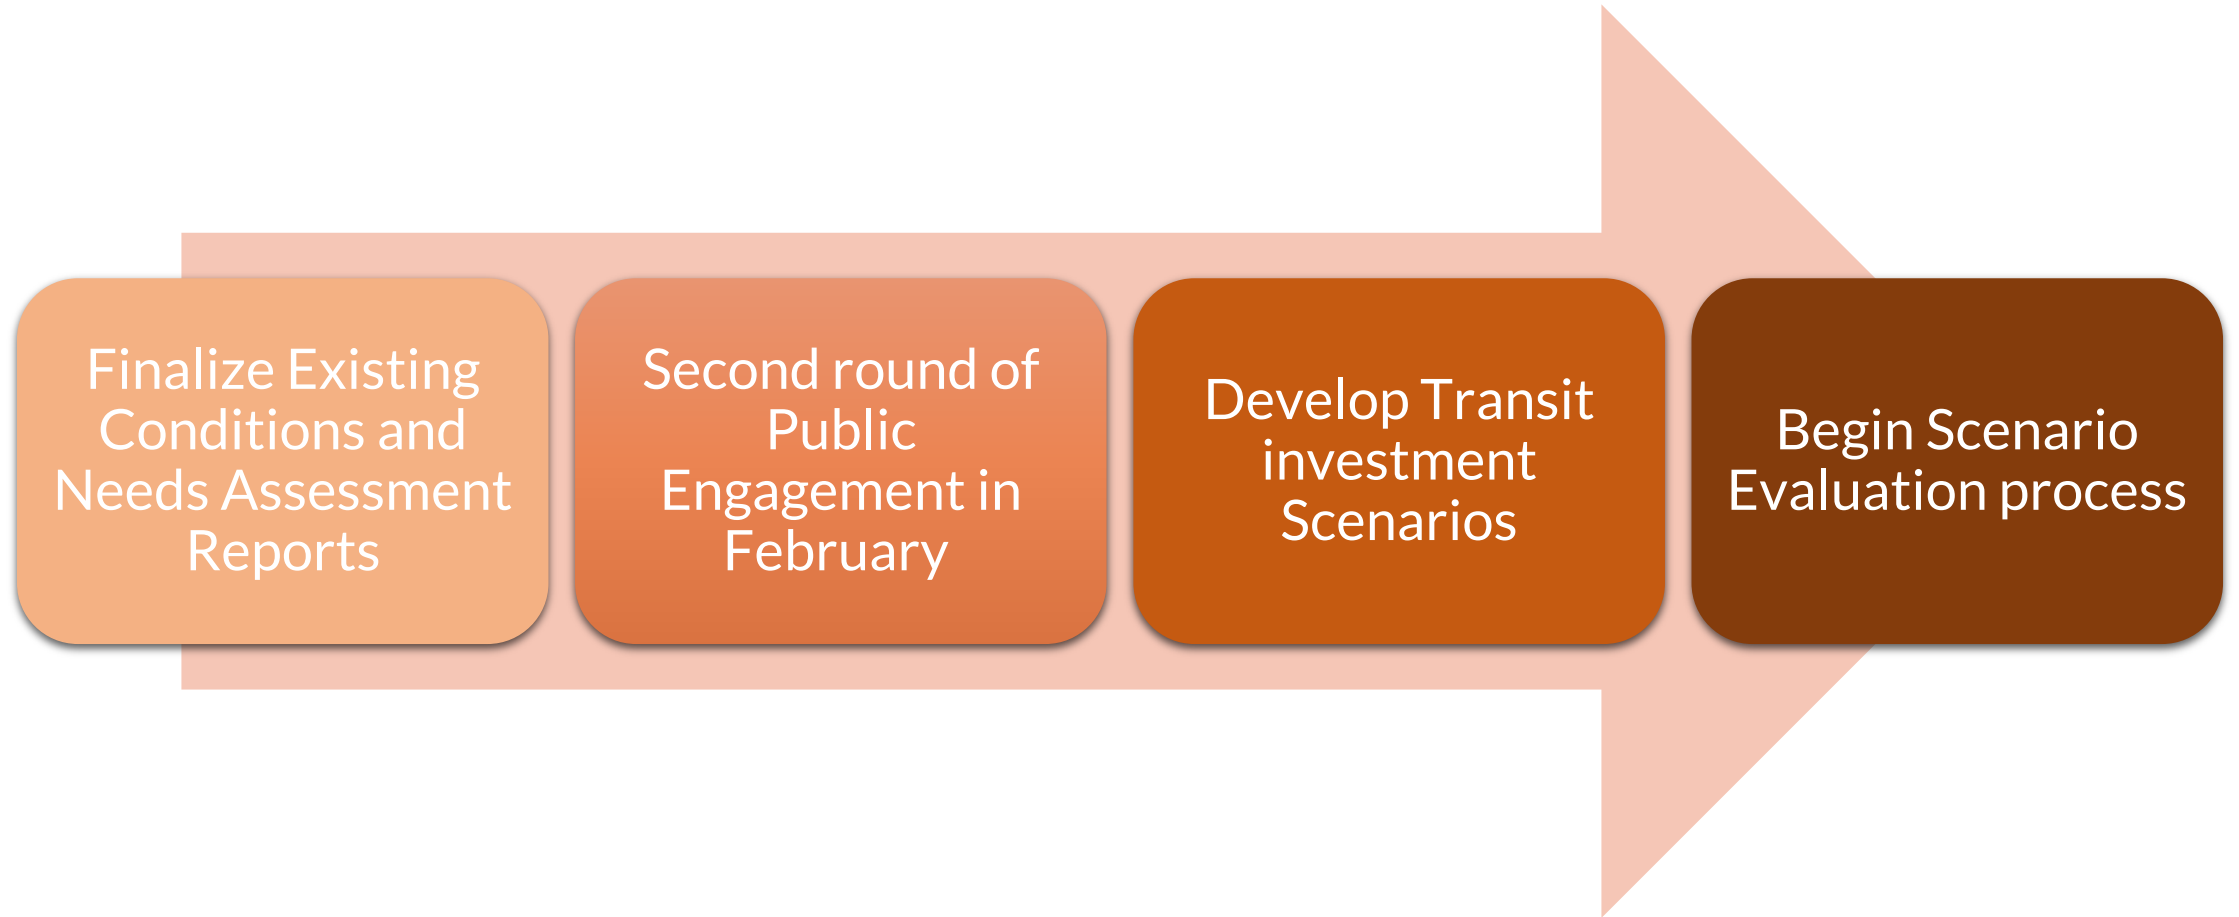 Finalize Existing
Conditions and
Needs Assessment
Reports
Second round of
Public
Engagement in
February
Develop Transit
investment
Scenarios
Begin Scenario
Evaluation process